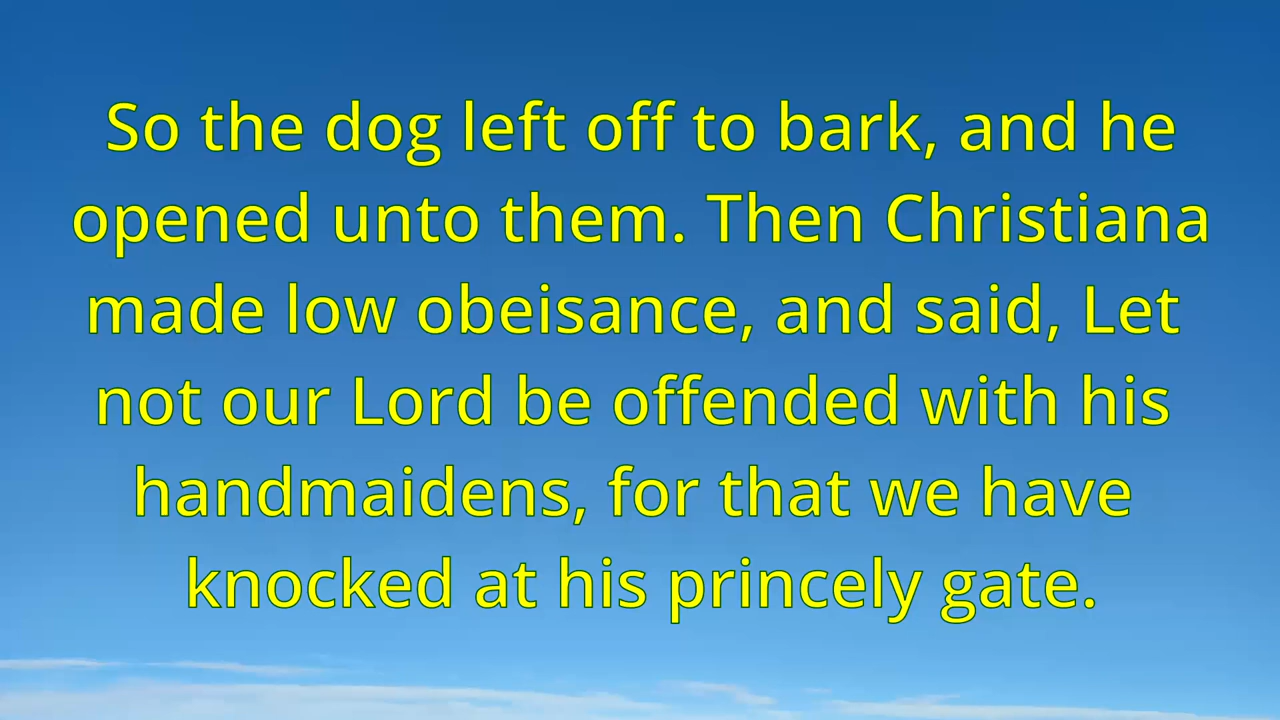 So the dog left off to bark, and he
opened unto them. Then Christiana
made low obeisance, and said, Let
not our Lord be offended with his
handmaidens, for that we have
knocked at his princely gate.